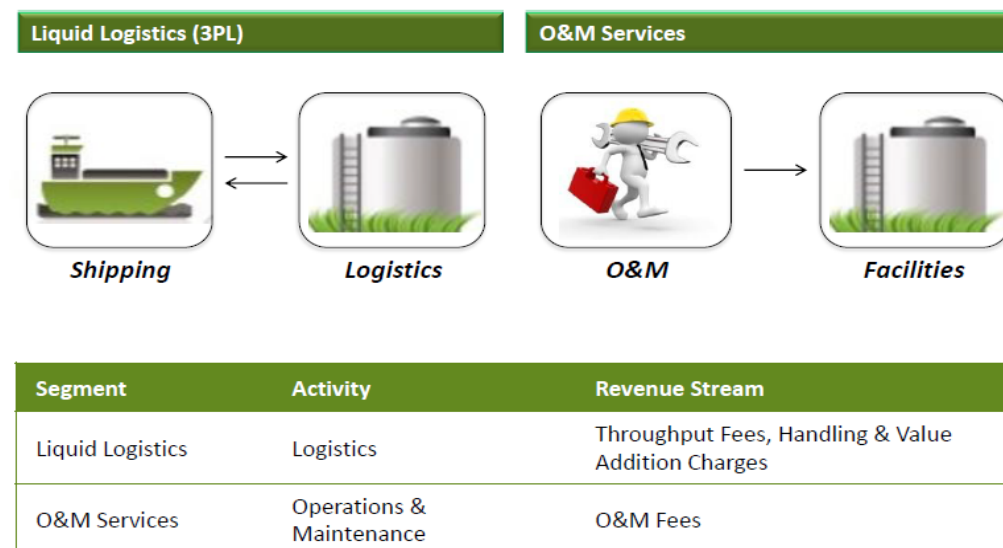 Liquid Logistics (3PL)
O&M Services
Shipping
Logistics
O&M
Facilities
Segment
Activity
Revenue Stream
Liquid Logistics
Logistics
Throughput Fees, Handling & Value
Addition Charges
O&M Services
Operations &
Maintenance
O&M Fees